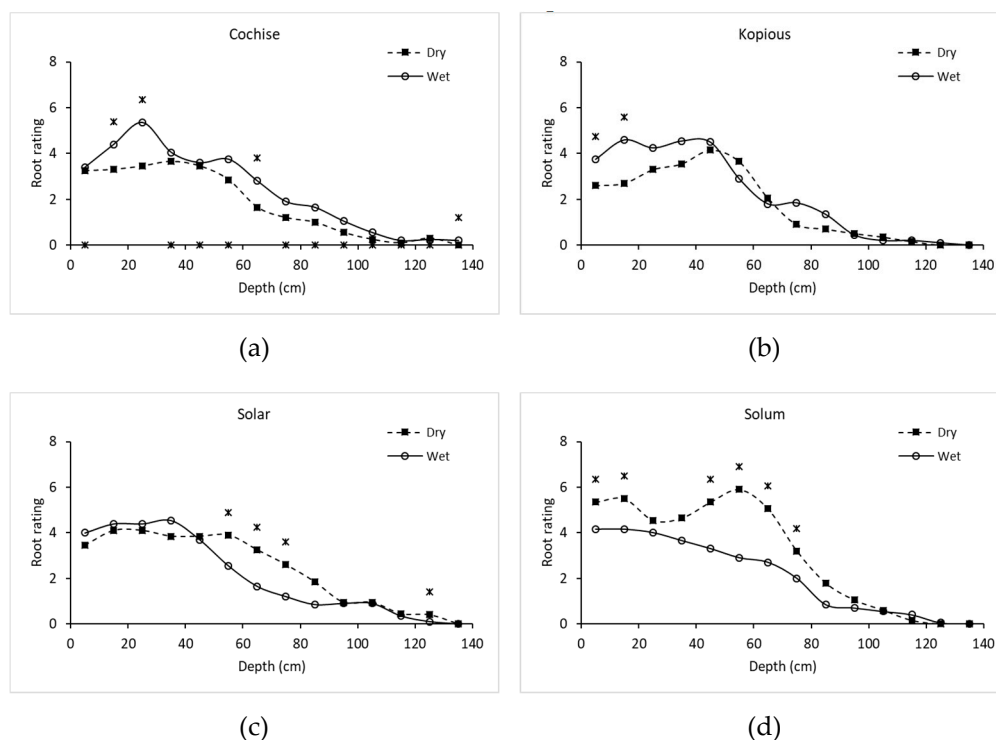 Cochise
Dry
Wet
8
6
4
2
0
Root rating
0 20 40 60 80 100 120 140
Depth (cm)
(a)
Kopious
Dry
Wet
8
6
4
2
0
Root rating
0 20 40 60 80 100 120 140
Depth (cm)
(b)
Solar
Dry
Wet
8
6
4
2
0
Root rating
0 20 40 60 80 100 120 140
Depth (cm)
(c)
Solum
Dry
Wet
8
6
4
2
0
Root rating
0 20 40 60 80 100 120 140
Depth (cm)
(d)